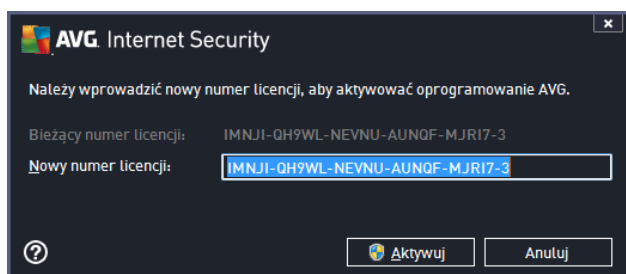 AVG. Internet Security
Należy wprowadzić nowy numer licencji, aby aktywować oprogramowanie AVG.
Bieżący numer licencji: IMNJI-QH9WL-NEVNU-AUNQF-MJRI7-3
Nowy numer licencji: IMNJI-QH9WL-NEVNU-AUNQF-MJRI7-3
Aktywuj Anuluj